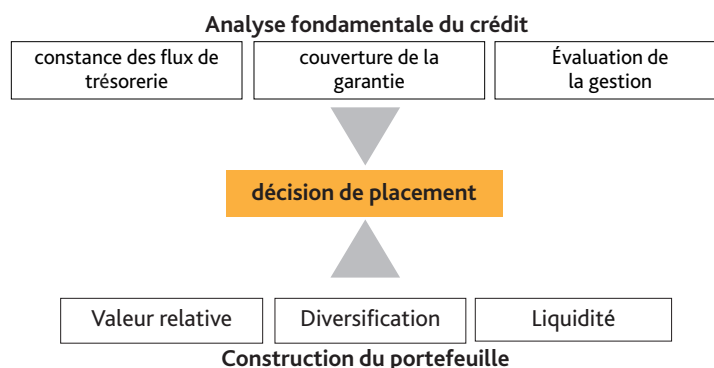 Analyse fondamentale du crédit
constance des flux de
trésorerie
couverture de la
garantie
Évaluation de
la gestion
décision de placement
Valeur relative
Diversification
Liquidité
Construction du portefeuille